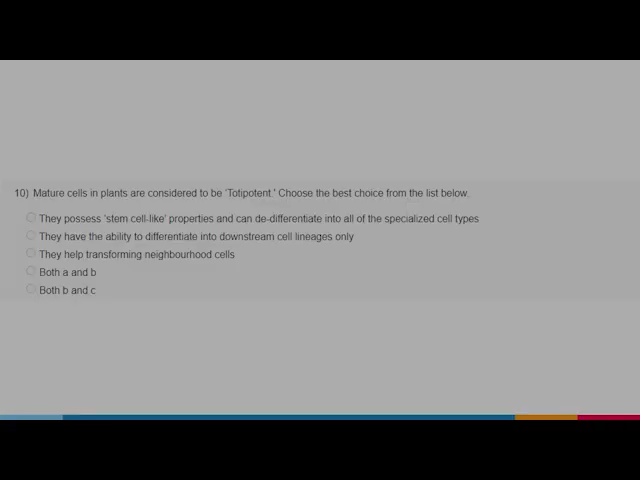 10) Mature cells in plants are considered to be 'Totipotent.' Choose the best choice from the list below.
They possess 'stem cell-like' properties and can de-differentiate into all of the specialized cell types
They have the ability to differentiate into downstream cell lineages only
They help transforming neighbourhood cells
Both a and b
Both b and c